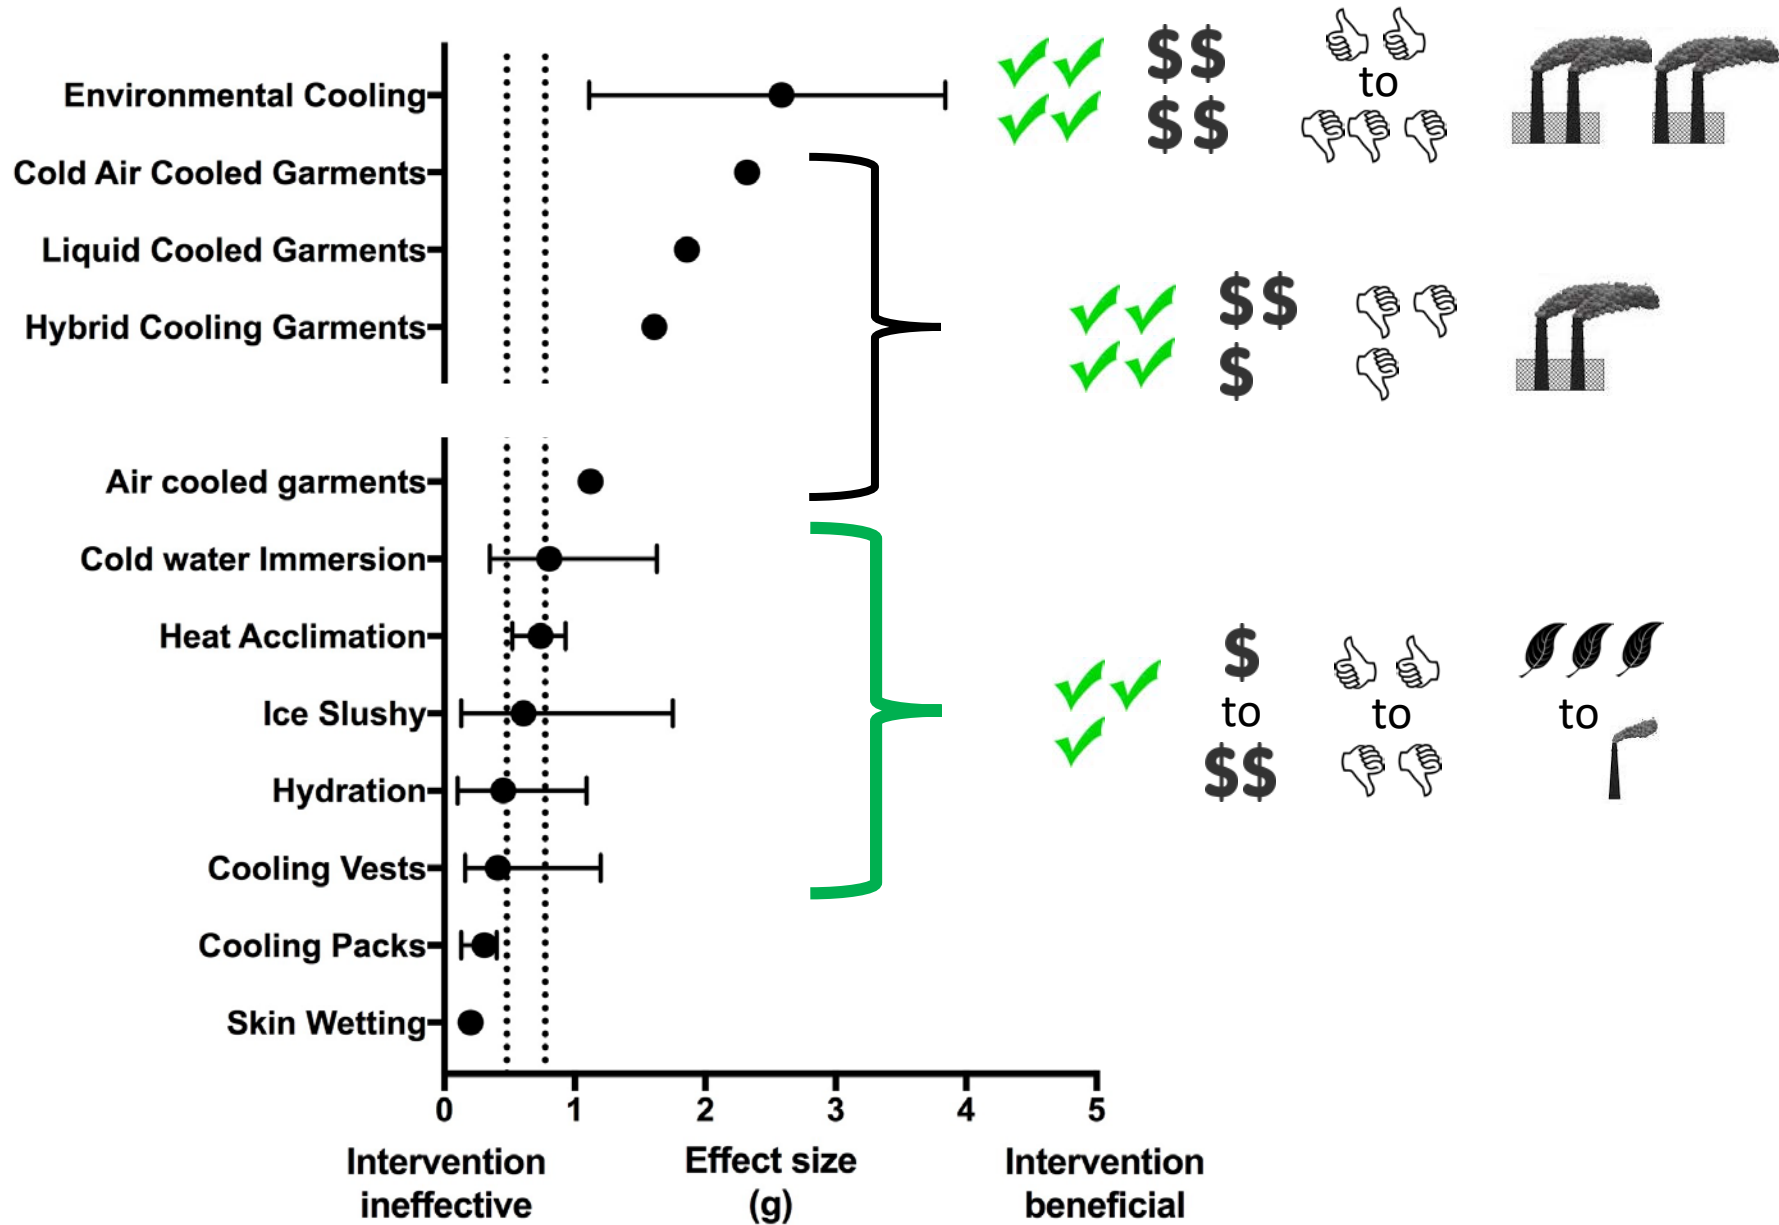 Environmental Cooling
$$
$$
to
Cold Air Cooled Garments
Liquid Cooled Garments
Hybrid Cooling Garments
$$
$
Air cooled garments
Cold water Immersion
Heat Acclimation
Ice Slushy
Hydration
Cooling Vests
Cooling Packs
Skin Wetting
$
to
$$
to
to
0 1 2 3 4 5
Intervention
ineffective
Effect size
(g)
Intervention
beneficial